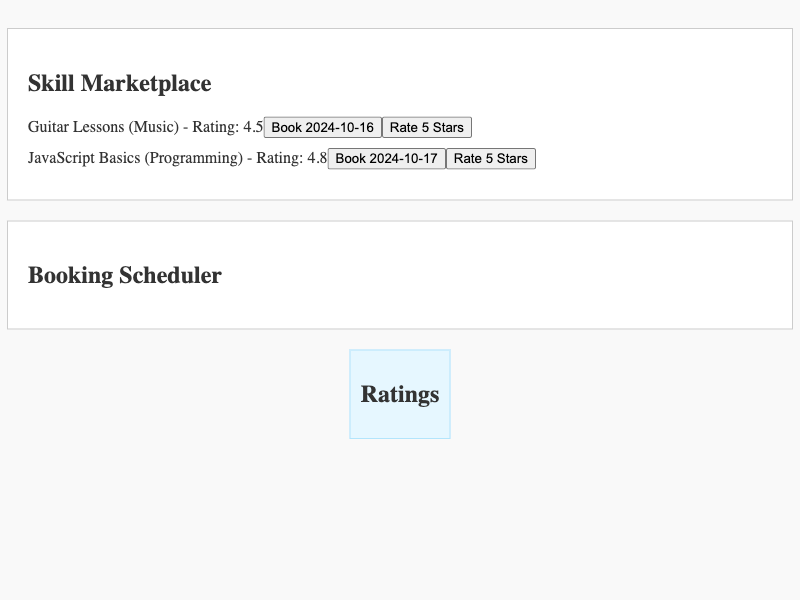 Skill Marketplace
Guitar Lessons (Music) - Rating: 4.5 Book 2024-10-16 Rate 5 Stars
JavaScript Basics (Programming) - Rating: 4.8 Book 2024-10-17 Rate 5 Stars
Booking Scheduler
Ratings